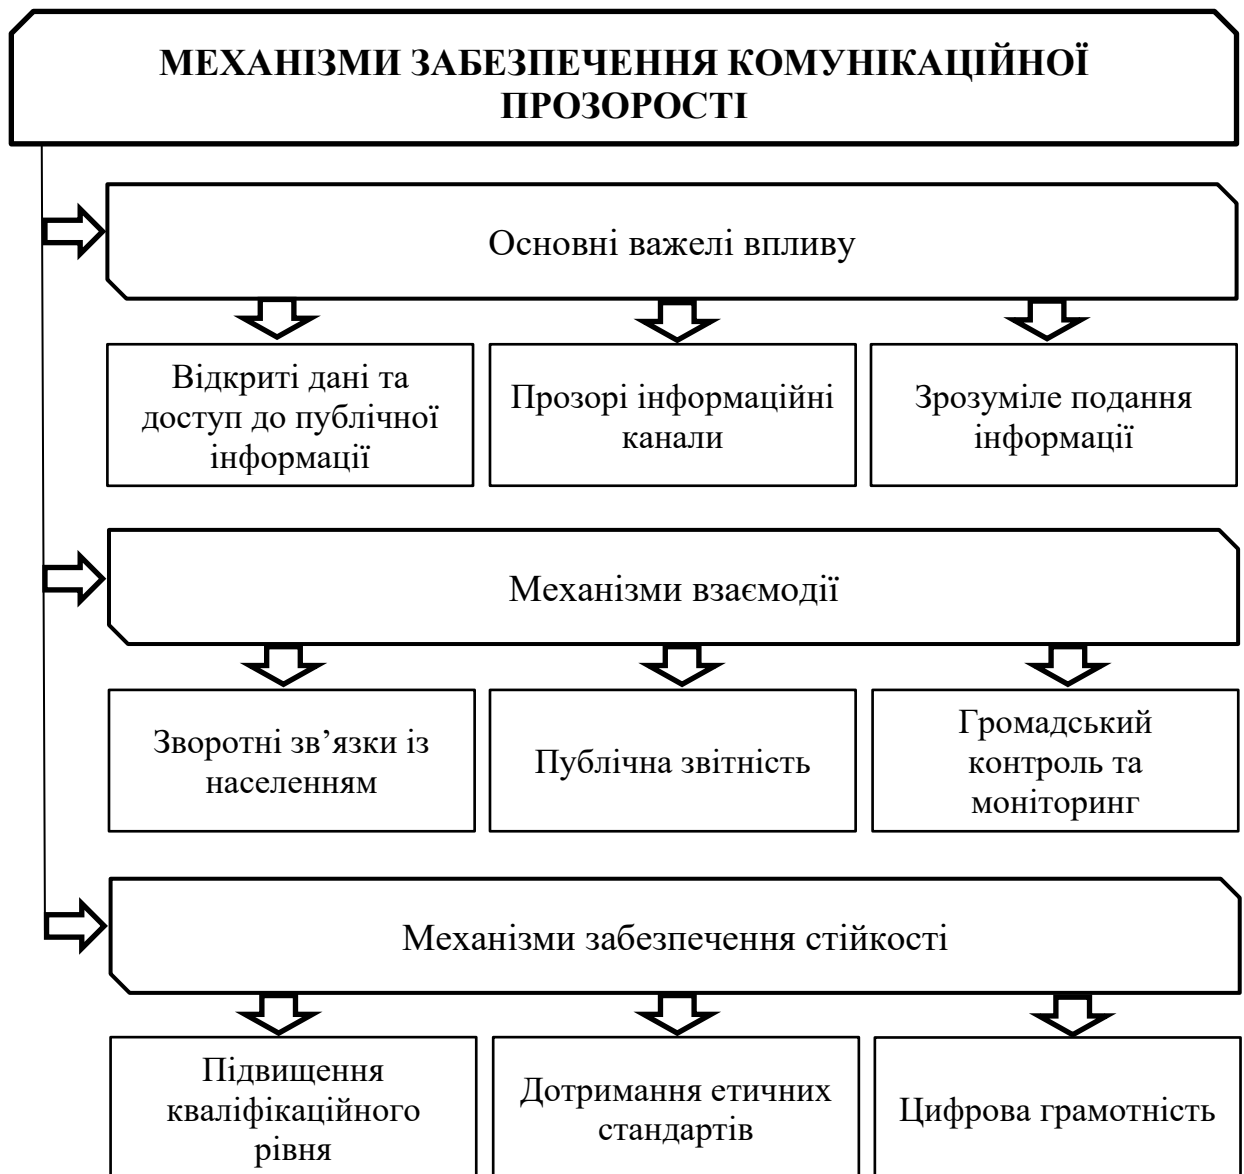 МЕХАНІЗМИ ЗАБЕЗПЕЧЕННЯ КОМУНІКАЦІЙНОЇ
ПРОЗОРОСТІ
Основні важелі впливу
Відкриті дані та
доступ до публічної
інформації
Прозорі інформаційні
канали
Зрозуміле подання
інформації
Механізми взаємодії
Зворотні зв’язки із
населенням
Публічна звітність
Громадський
контроль та
моніторинг
Механізми забезпечення стійкості
Підвищення
кваліфікаційного
рівня
Дотримання етичних
стандартів
Цифрова грамотність